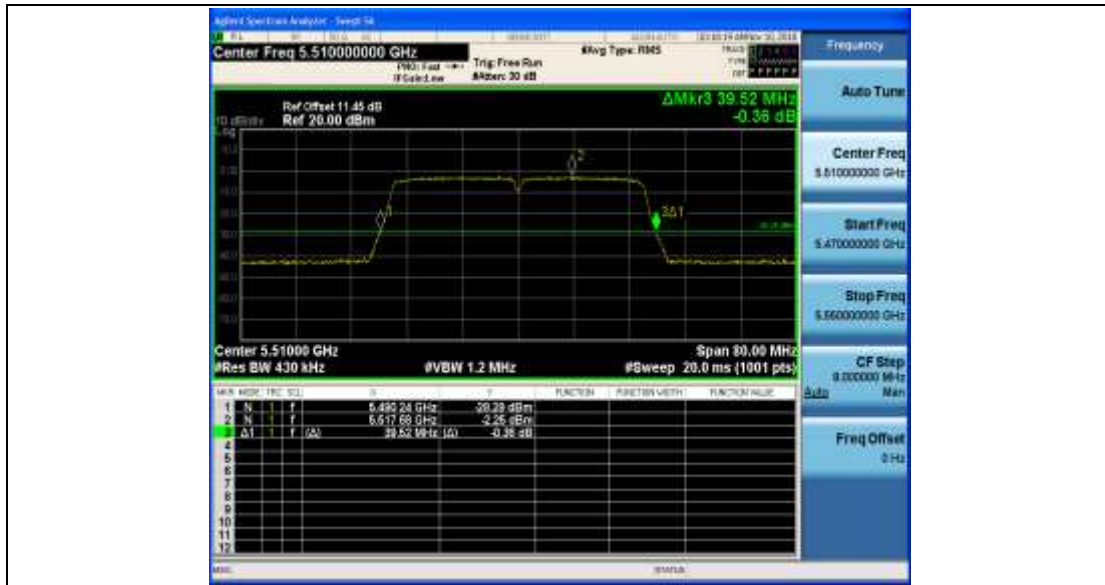 Agilent Spectrum Analyzer - Swept SA
Center Freq 5.510000000 GHz
PNO: Fast
IFGain:Low
Trig: Free Run
#Atten: 30 dB
#Avg Type: RMS
Frequency
Auto Tune
ΔMkr3 39.52 MHz
-0.36 dB
Ref Offset 11.45 dB
10 dB/div Ref 20.00 dBm
Log
2
1
3Δ1
Center Freq
5.510000000 GHz
Start Freq
5.470000000 GHz
Stop Freq
5.550000000 GHz
CF Step
8.000000 MHz
Auto Man
Freq Offset
0 Hz
Center 5.51000 GHz
Span 80.00 MHz
#Res BW 430 kHz
#VBW 1.2 MHz
#Sweep 20.0 ms (1001 pts)
MKR MODE TRC SCL X Y FUNCTION FUNCTION WIDTH FUNCTION VALUE
1 N 1 f 5.490 24 GHz -28.28 dBm
2 N 1 f 5.517 68 GHz -2.25 dBm
3 Δ1 1 f (Δ) 39.52 MHz (Δ) -0.36 dB
4
5
6
7
8
9
10
11
12
MSG
STATUS